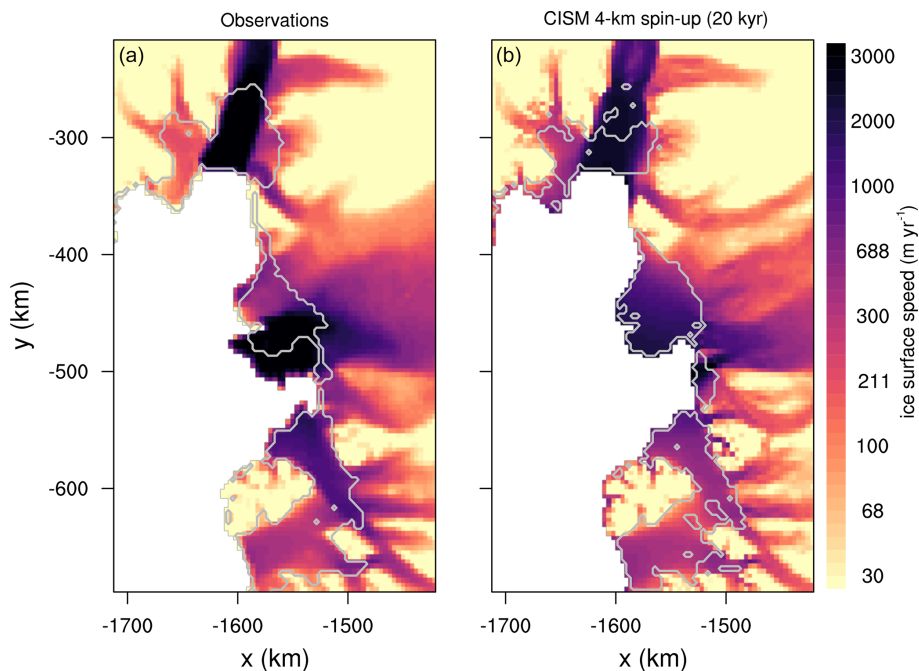 Observations
CISM 4-km spin-up (20 kyr)
(a)
(b)
y (km)
-300
-400
-500
-600
-1700
-1600
-1500
-1700
-1600
-1500
x (km)
x (km)
3000
2000
1000
688
300
211
100
68
30
ice surface speed (m yr⁻¹)